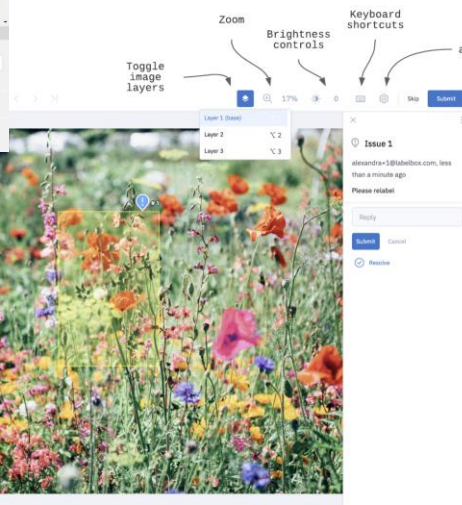 Zoom
Keyboard
shortcuts
Brightness
controls
Toggle
image
layers
a
17%
0
Skip
Submit
Layer 1 (base)
Layer 2
⌥ 2
Layer 3
⌥ 3
Issue 1
alexandra+1@labelbox.com, less
than a minute ago
Please relabel
Reply
Submit
Cancel
Resolve